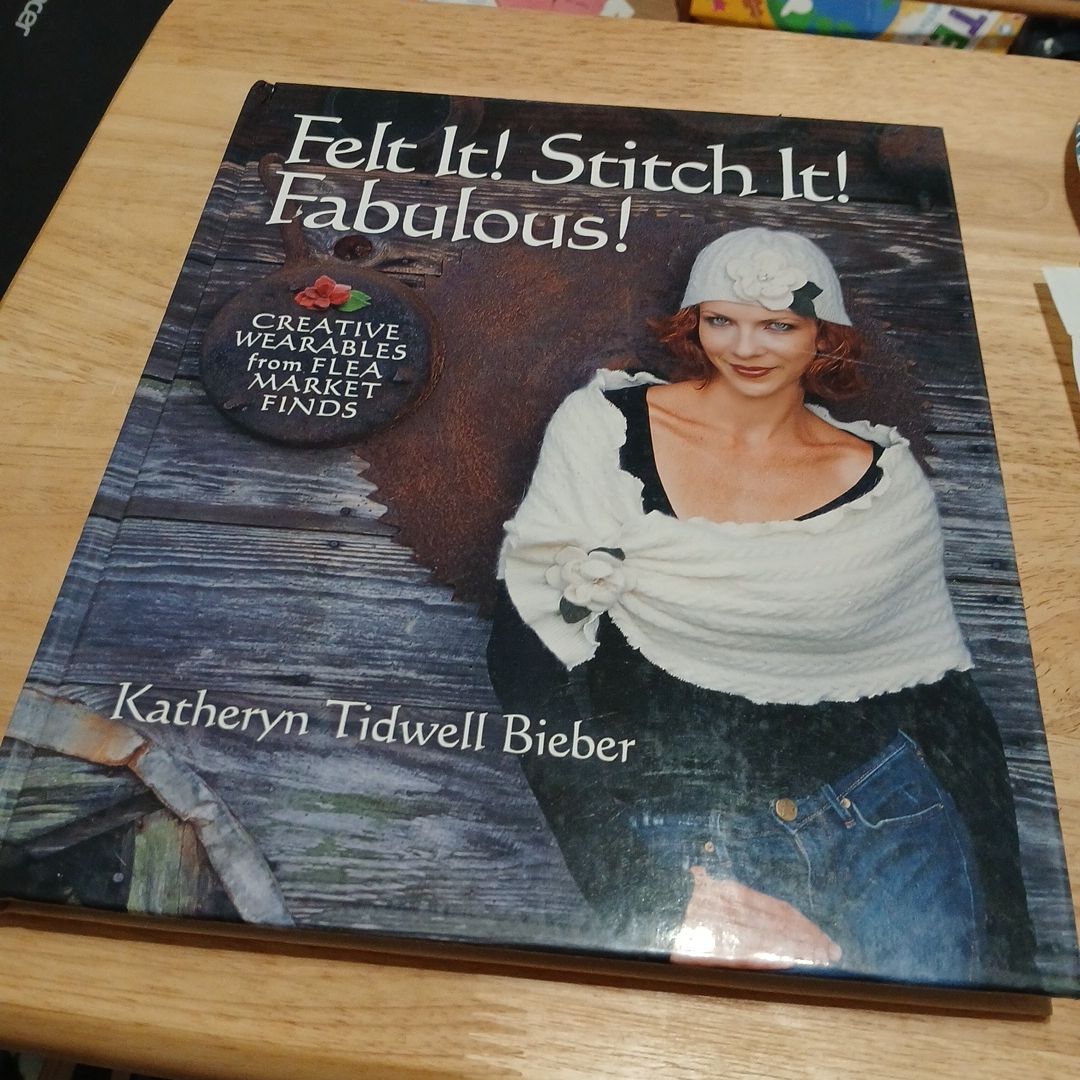 Felt It! Stitch It!
Fabulous!
CREATIVE
WEARABLES
from FLEA
MARKET
FINDS
Katheryn Tidwell Bieber